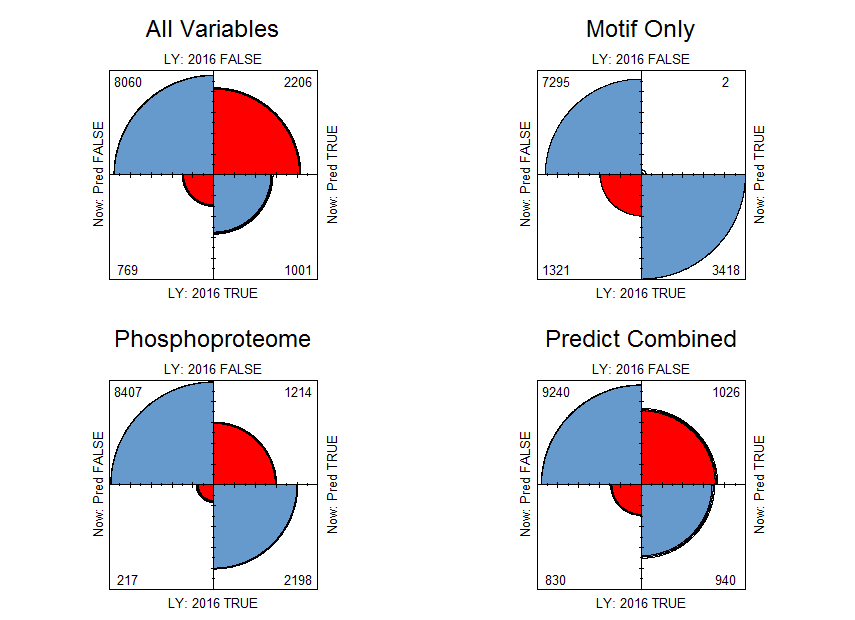 All Variables
LY: 2016 FALSE
8060
2206
Now: Pred FALSE
Now: Pred TRUE
769
1001
LY: 2016 TRUE
Motif Only
LY: 2016 FALSE
7295
2
Now: Pred FALSE
Now: Pred TRUE
1321
3418
LY: 2016 TRUE
Phosphoproteome
LY: 2016 FALSE
8407
1214
Now: Pred FALSE
Now: Pred TRUE
217
2198
LY: 2016 TRUE
Predict Combined
LY: 2016 FALSE
9240
1026
Now: Pred FALSE
Now: Pred TRUE
830
940
LY: 2016 TRUE